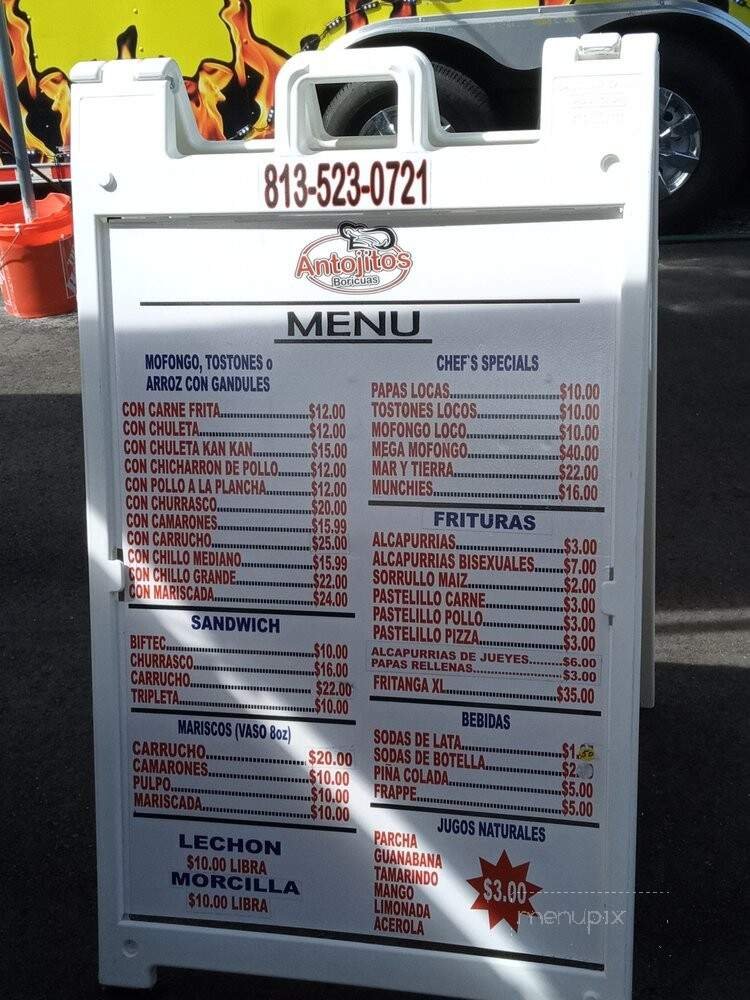 813-523-0721
Antojito's
Boricuas
MENU
MOFONGO, TOSTONES o
ARROZ CON GANDULES
CON CARNE FRITA....................$12.00
CON CHULETA....................$12.00
CON CHULETA KAN KAN....................$15.00
CON CHICHARRON DE POLLO....................$12.00
CON POLLO A LA PLANCHA....................$12.00
CON CHURRASCO....................$20.00
CON CAMARONES....................$15.99
CON CARRUCHO....................$25.00
CON CHILLO MEDIANO....................$15.99
CON CHILLO GRANDE....................$22.00
CON MARISCADA....................$24.00
SANDWICH
BIFTEC....................$10.00
CHURRASCO....................$16.00
CARRUCHO....................$22.00
TRIPLETA....................$10.00
MARISCOS (VASO 8oz)
CARRUCHO....................$20.00
CAMARONES....................$10.00
PULPO....................$10.00
MARISCADA....................$10.00
LECHON
$10.00 LIBRA
MORCILLA
$10.00 LIBRA
CHEF'S SPECIALS
PAPAS LOCAS....................$10.00
TOSTONES LOCOS....................$10.00
MOFONGO LOCO....................$10.00
MEGA MOFONGO....................$40.00
MAR Y TIERRA....................$22.00
MUNCHIES....................$16.00
FRITURAS
ALCAPURRIAS....................$3.00
ALCAPURRIAS BISEXUALES....................$7.00
SORRULLO MAIZ....................$2.00
PASTELILLO CARNE....................$3.00
PASTELILLO POLLO....................$3.00
PASTELILLO PIZZA....................$3.00
ALCAPURRIAS DE JUEYES..........$6.00
PAPAS RELLENAS....................$3.00
FRITANGA XL....................$35.00
BEBIDAS
SODAS DE LATA....................$1.50
SODAS DE BOTELLA....................$2.
PIÑA COLADA....................$5.00
FRAPPE....................$5.00
JUGOS NATURALES
PARCHA
GUANABANA
TAMARINDO
MANGO
LIMONADA
ACEROLA
$3.00
menupix